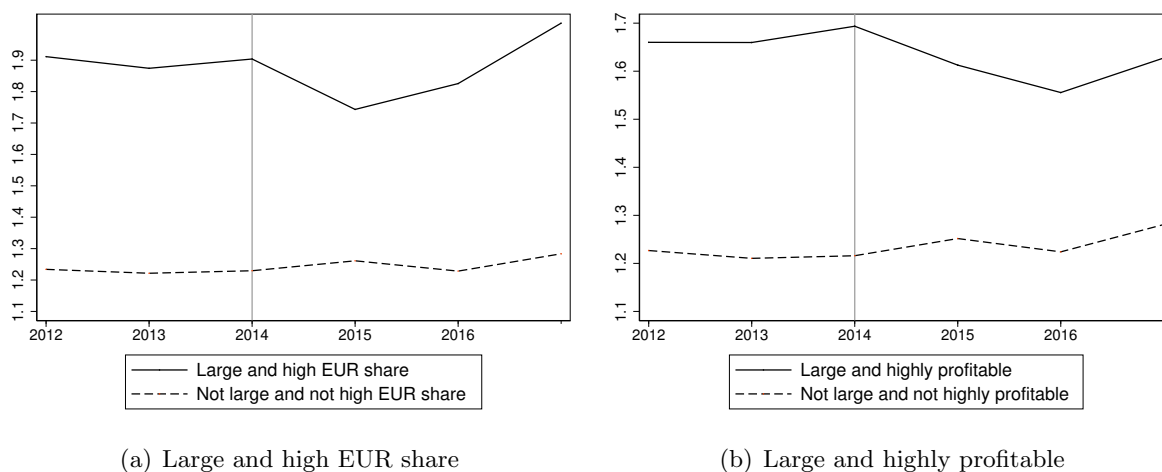 1.9
1.8
1.7
1.6
1.5
1.4
1.3
1.2
1.1
2012 2013 2014 2015 2016
Large and high EUR share
Not large and not high EUR share
(a) Large and high EUR share
1.7
1.6
1.5
1.4
1.3
1.2
1.1
2012 2013 2014 2015 2016
Large and highly profitable
Not large and not highly profitable
(b) Large and highly profitable